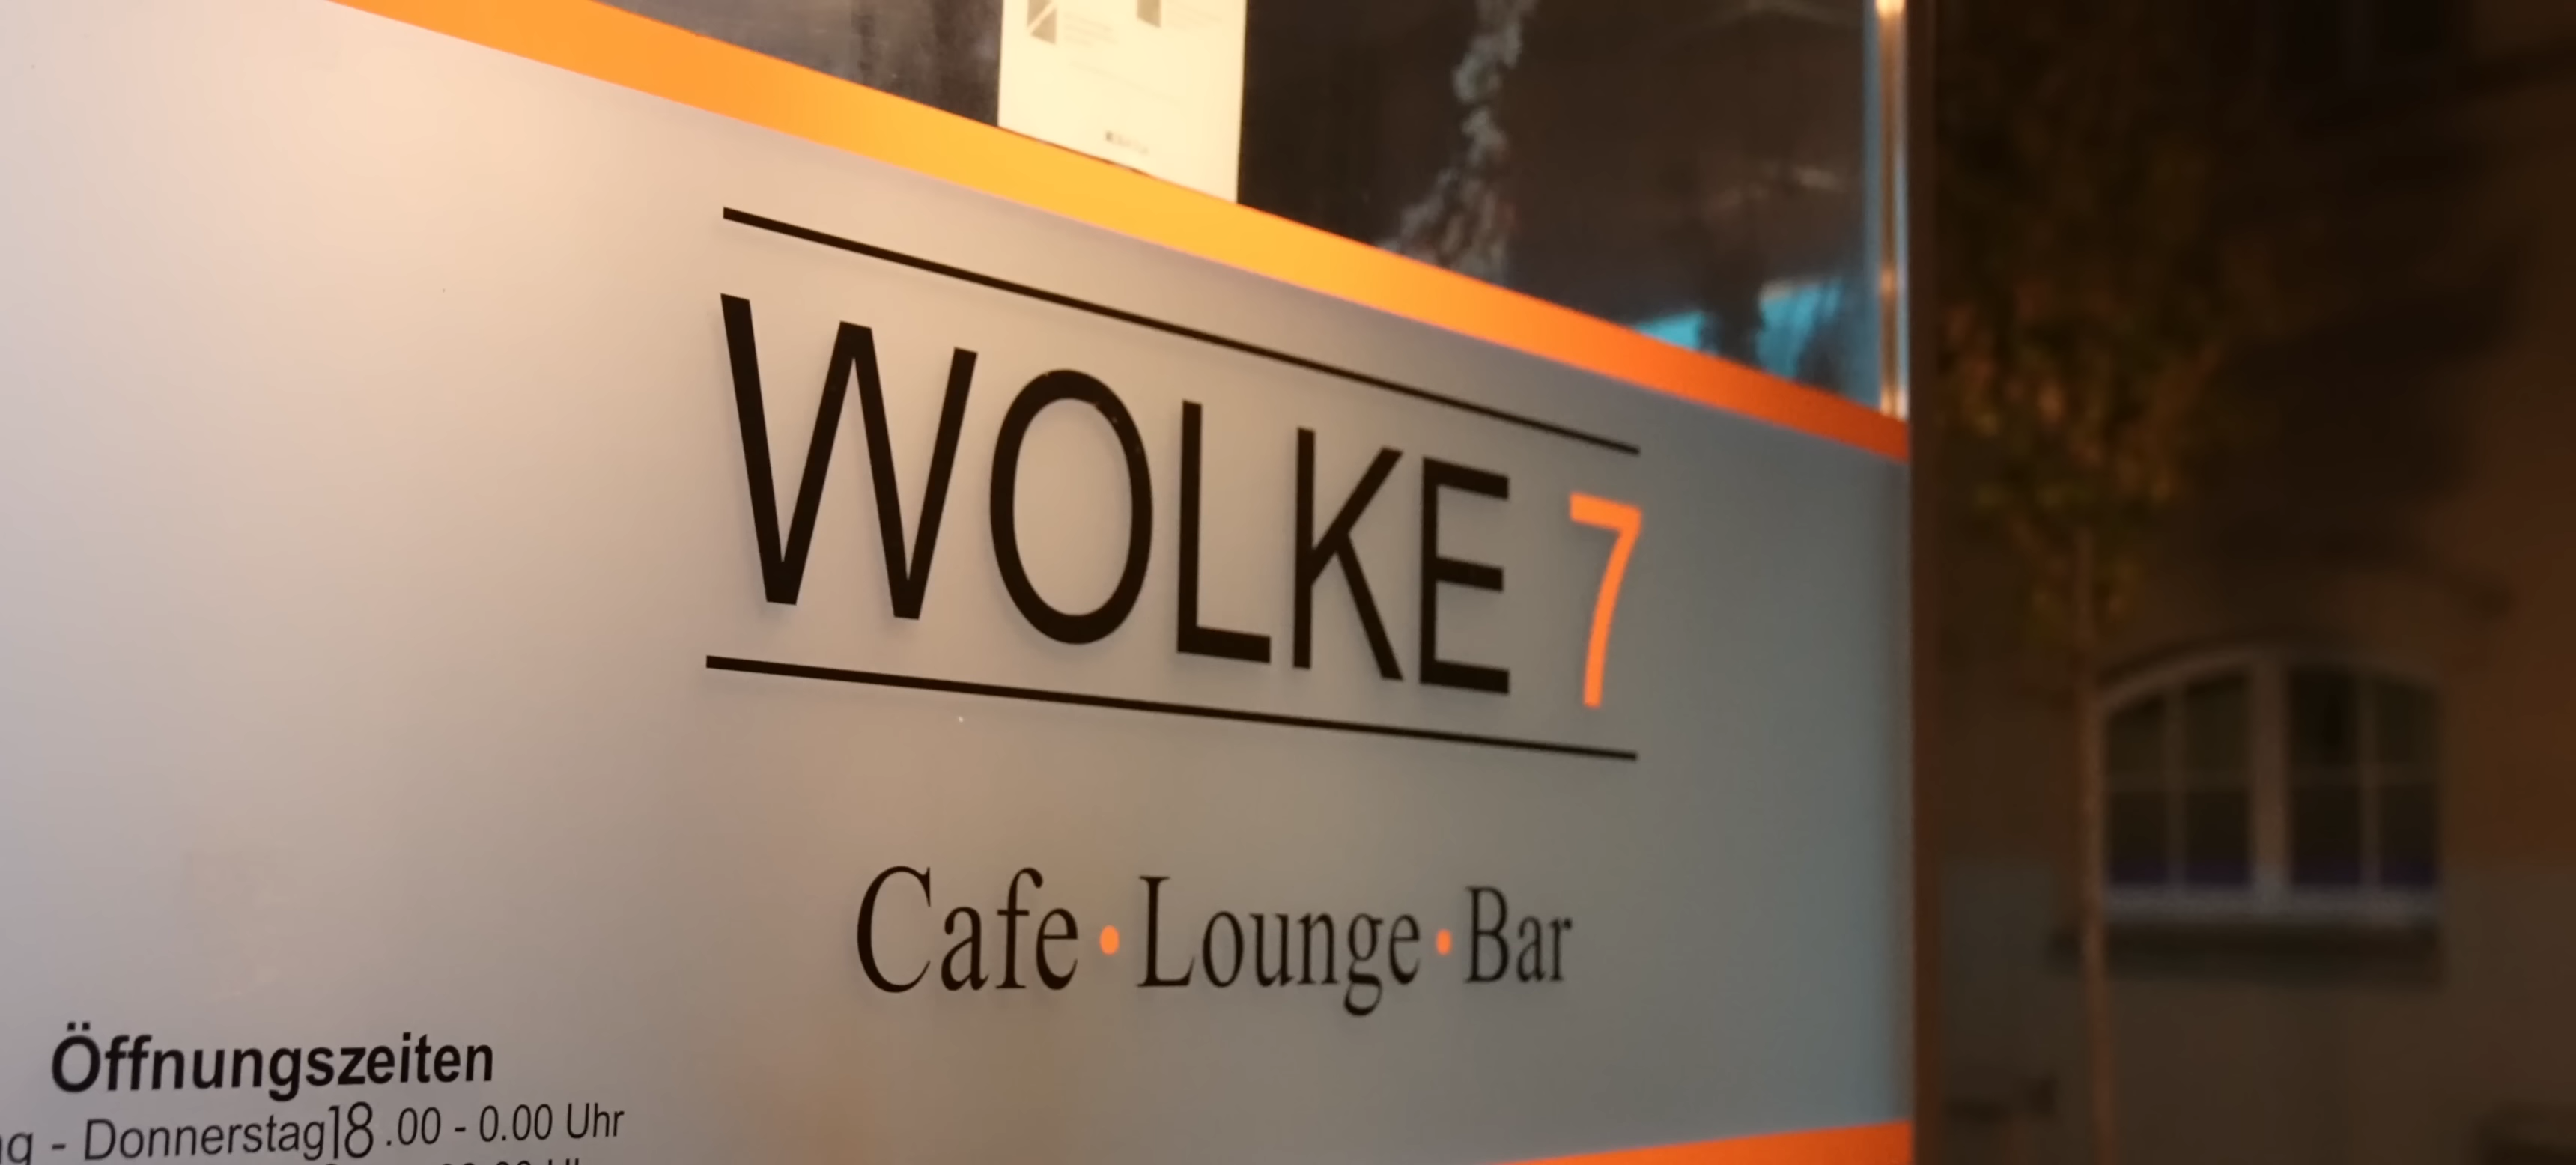 WOLKE 7
Cafe · Lounge · Bar
Öffnungszeiten
- Donnerstag 18.00 - 0.00 Uhr